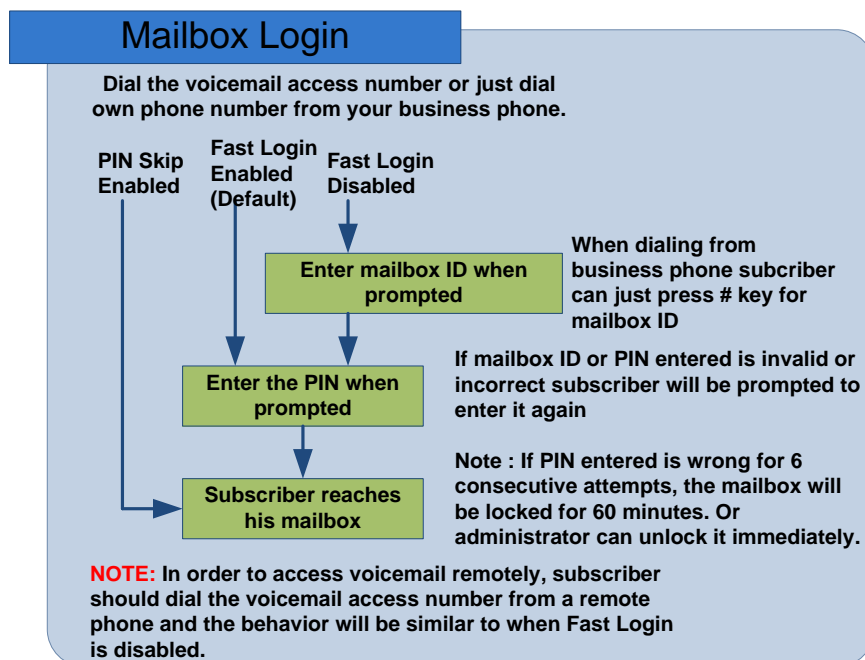 Mailbox Login
Dial the voicemail access number or just dial
own phone number from your business phone.
PIN Skip
Enabled
Fast Login
Enabled
(Default)
Fast Login
Disabled
Enter mailbox ID when
prompted
When dialing from
business phone subcriber
can just press # key for
mailbox ID
Enter the PIN when
prompted
If mailbox ID or PIN entered is invalid or
incorrect subscriber will be prompted to
enter it again
Subscriber reaches
his mailbox
Note : If PIN entered is wrong for 6
consecutive attempts, the mailbox will
be locked for 60 minutes. Or
administrator can unlock it immediately.
NOTE: In order to access voicemail remotely, subscriber
should dial the voicemail access number from a remote
phone and the behavior will be similar to when Fast Login
is disabled.